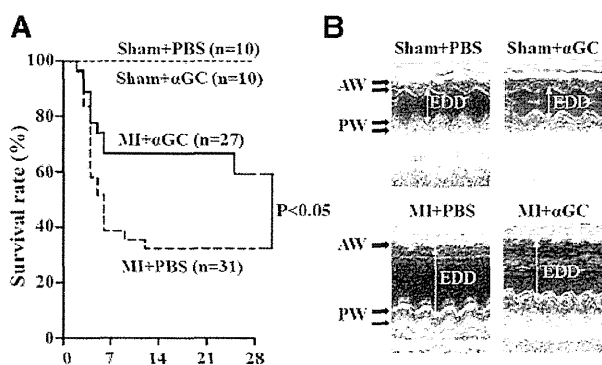 A
Sham+PBS (n=10)
Sham+αGC (n=10)
MI+αGC (n=27)
MI+PBS (n=31)
P<0.05
Survival rate (%)
100
80
60
40
20
0
0 7 14 21 28
B
Sham+PBS Sham+αGC
AW
EDD EDD
PW
MI+PBS MI+αGC
AW
EDD EDD
PW